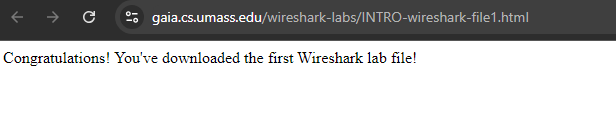 gaia.cs.umass.edu/wireshark-labs/INTRO-wireshark-file1.html
Congratulations! You've downloaded the first Wireshark lab file!